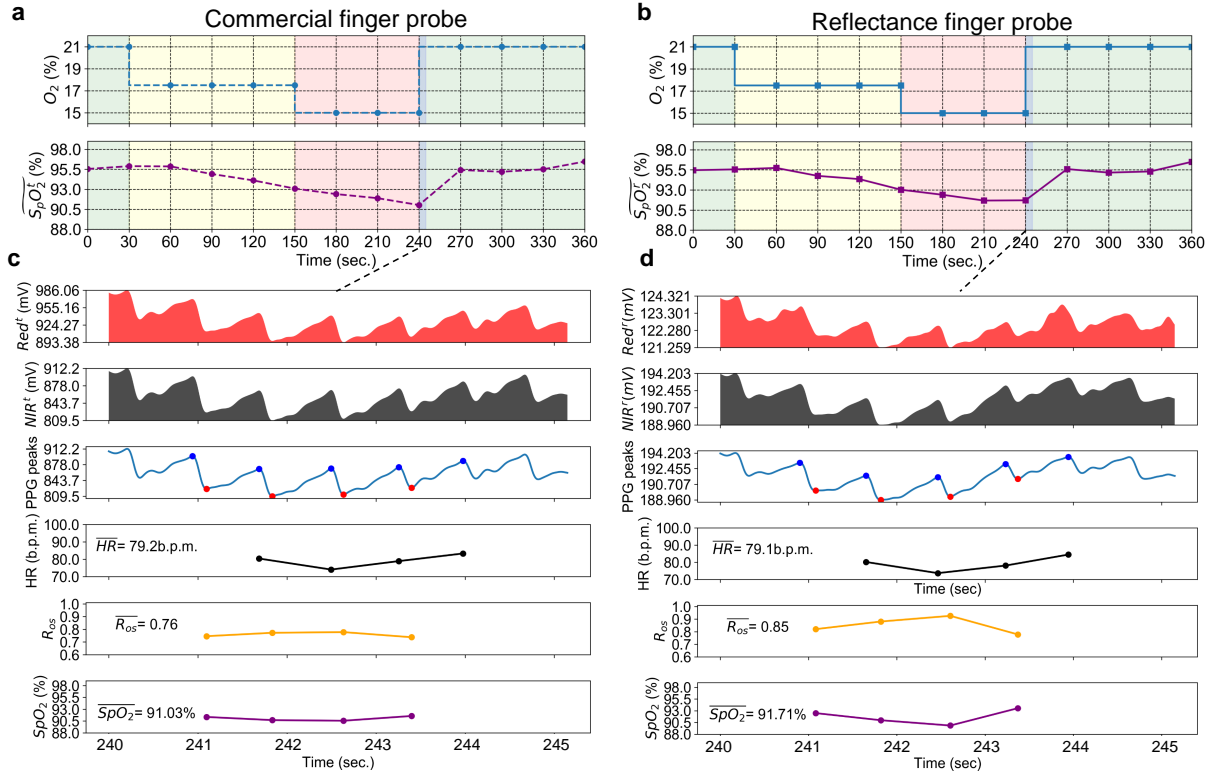 a
Commercial finger probe
O2 (%)
21
19
17
15
SpO2^t (%)
98.0
95.5
93.0
90.5
88.0
0 30 60 90 120 150 180 210 240 270 300 330 360
Time (sec.)
b
Reflectance finger probe
O2 (%)
21
19
17
15
SpO2^r (%)
98.0
95.5
93.0
90.5
88.0
0 30 60 90 120 150 180 210 240 270 300 330 360
Time (sec.)
c
Red^t (mV)
986.06
955.16
924.27
893.38
NIR^t (mV)
912.2
878.0
843.7
809.5
PPG peaks
912.2
878.0
843.7
809.5
HR (b.p.m.)
100.0
90.0
80.0
70.0
HR= 79.2b.p.m.
Ros
1.0
0.9
0.7
0.6
Ros= 0.76
SpO2 (%)
98.0
95.5
93.0
90.5
88.0
SpO2= 91.03%
240 241 242 243 244 245
Time (sec.)
d
Red^r (mV)
124.321
123.301
122.280
121.259
NIR^r (mV)
194.203
192.455
190.707
188.960
PPG peaks
194.203
192.455
190.707
188.960
HR (b.p.m.)
100.0
90.0
80.0
70.0
HR= 79.1b.p.m.
Time (sec)
Ros
1.0
0.9
0.8
0.7
0.6
Ros= 0.85
SpO2 (%)
98.0
95.5
93.0
90.5
88.0
SpO2= 91.71%
240 241 242 243 244 245
Time (sec)